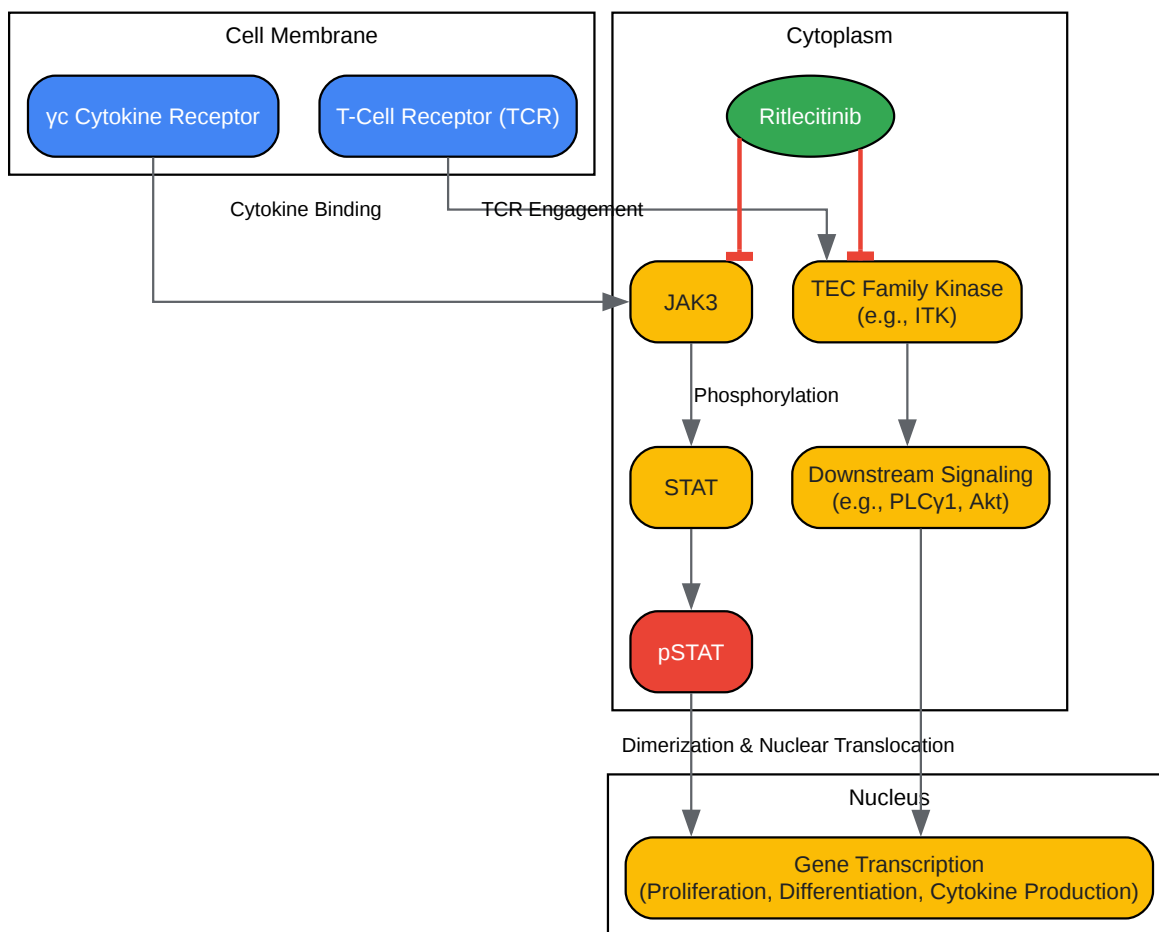 Cell Membrane
Cytoplasm
γc Cytokine Receptor
T-Cell Receptor (TCR)
Ritlecitinib
Cytokine Binding
TCR Engagement
JAK3
TEC Family Kinase
(e.g., ITK)
Phosphorylation
STAT
Downstream Signaling
(e.g., PLCγ1, Akt)
pSTAT
Dimerization & Nuclear Translocation
Nucleus
Gene Transcription
(Proliferation, Differentiation, Cytokine Production)